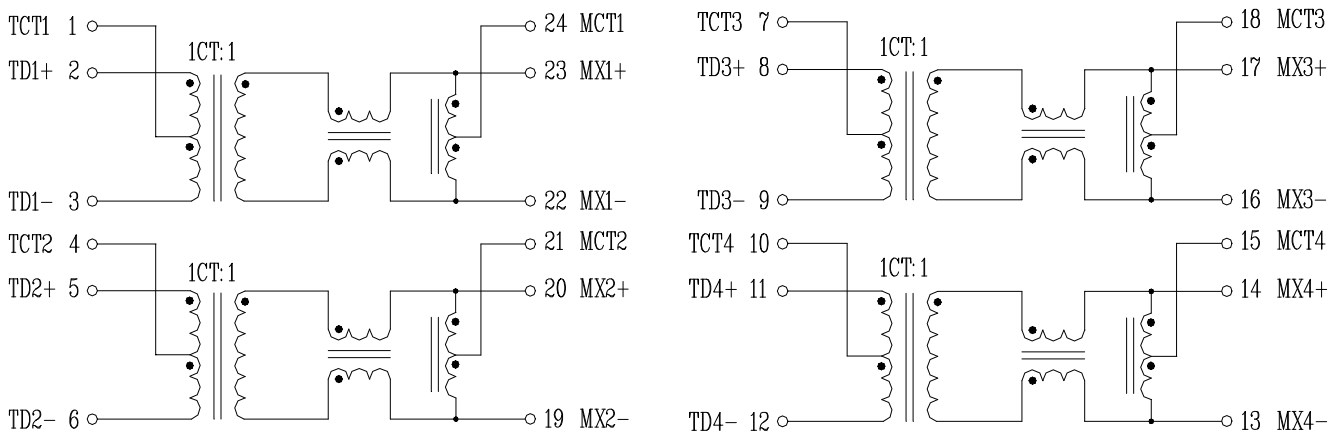 TCT1 1
24 MCT1
1CT:1
TD1+ 2
23 MX1+
TD1- 3
22 MX1-
TCT2 4
21 MCT2
1CT:1
TD2+ 5
20 MX2+
TD2- 6
19 MX2-
TCT3 7
18 MCT3
1CT:1
TD3+ 8
17 MX3+
TD3- 9
16 MX3-
TCT4 10
15 MCT4
1CT:1
TD4+ 11
14 MX4+
TD4- 12
13 MX4-